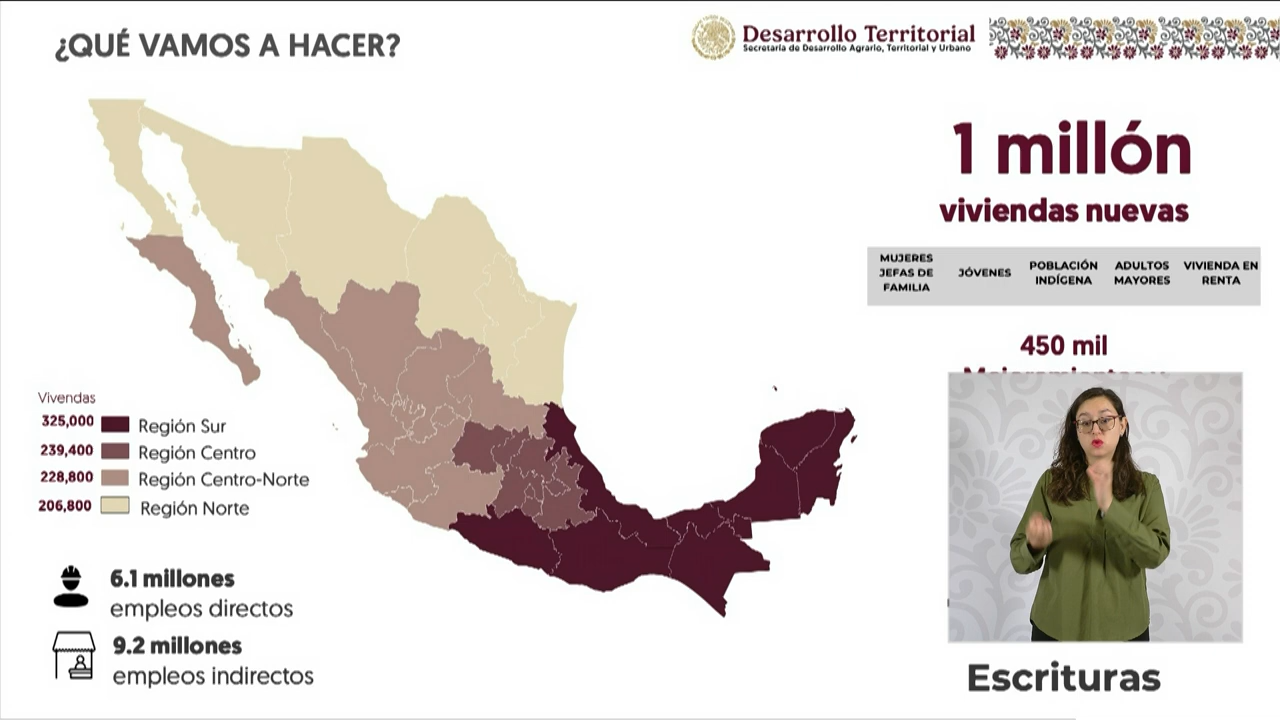 ¿QUÉ VAMOS A HACER?
Desarrollo Territorial
Secretaría de Desarrollo Agrario, Territorial y Urbano
1 millón
viviendas nuevas
MUJERES JEFAS DE FAMILIA
JÓVENES
POBLACIÓN INDÍGENA
ADULTOS MAYORES
VIVIENDA EN RENTA
450 mil
Vivendas
325,000 Región Sur
239,400 Región Centro
228,800 Región Centro-Norte
206,800 Región Norte
6.1 millones
empleos directos
9.2 millones
empleos indirectos
Escrituras